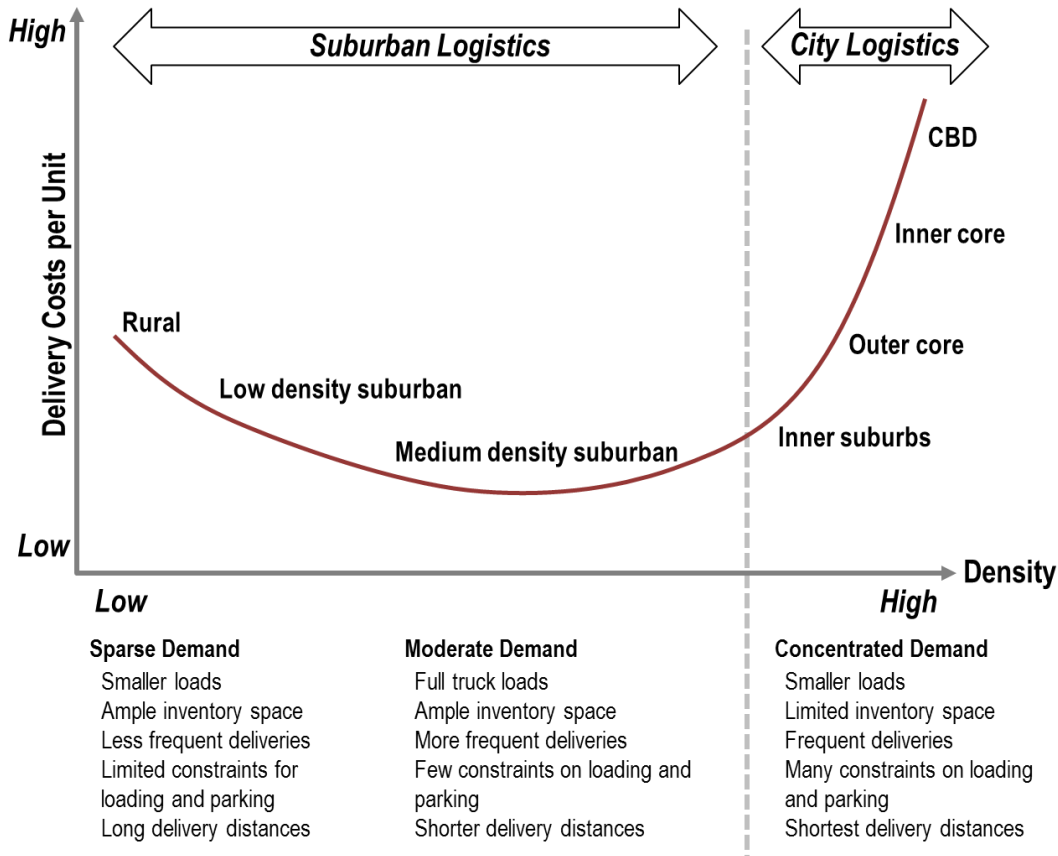 High
Suburban Logistics
City Logistics
Delivery Costs per Unit
CBD
Inner core
Rural
Outer core
Low density suburban
Medium density suburban
Inner suburbs
Low
Density
Low
High
Sparse Demand
Smaller loads
Ample inventory space
Less frequent deliveries
Limited constraints for
loading and parking
Long delivery distances
Moderate Demand
Full truck loads
Ample inventory space
More frequent deliveries
Few constraints on loading and
parking
Shorter delivery distances
Concentrated Demand
Smaller loads
Limited inventory space
Frequent deliveries
Many constraints on loading
and parking
Shortest delivery distances